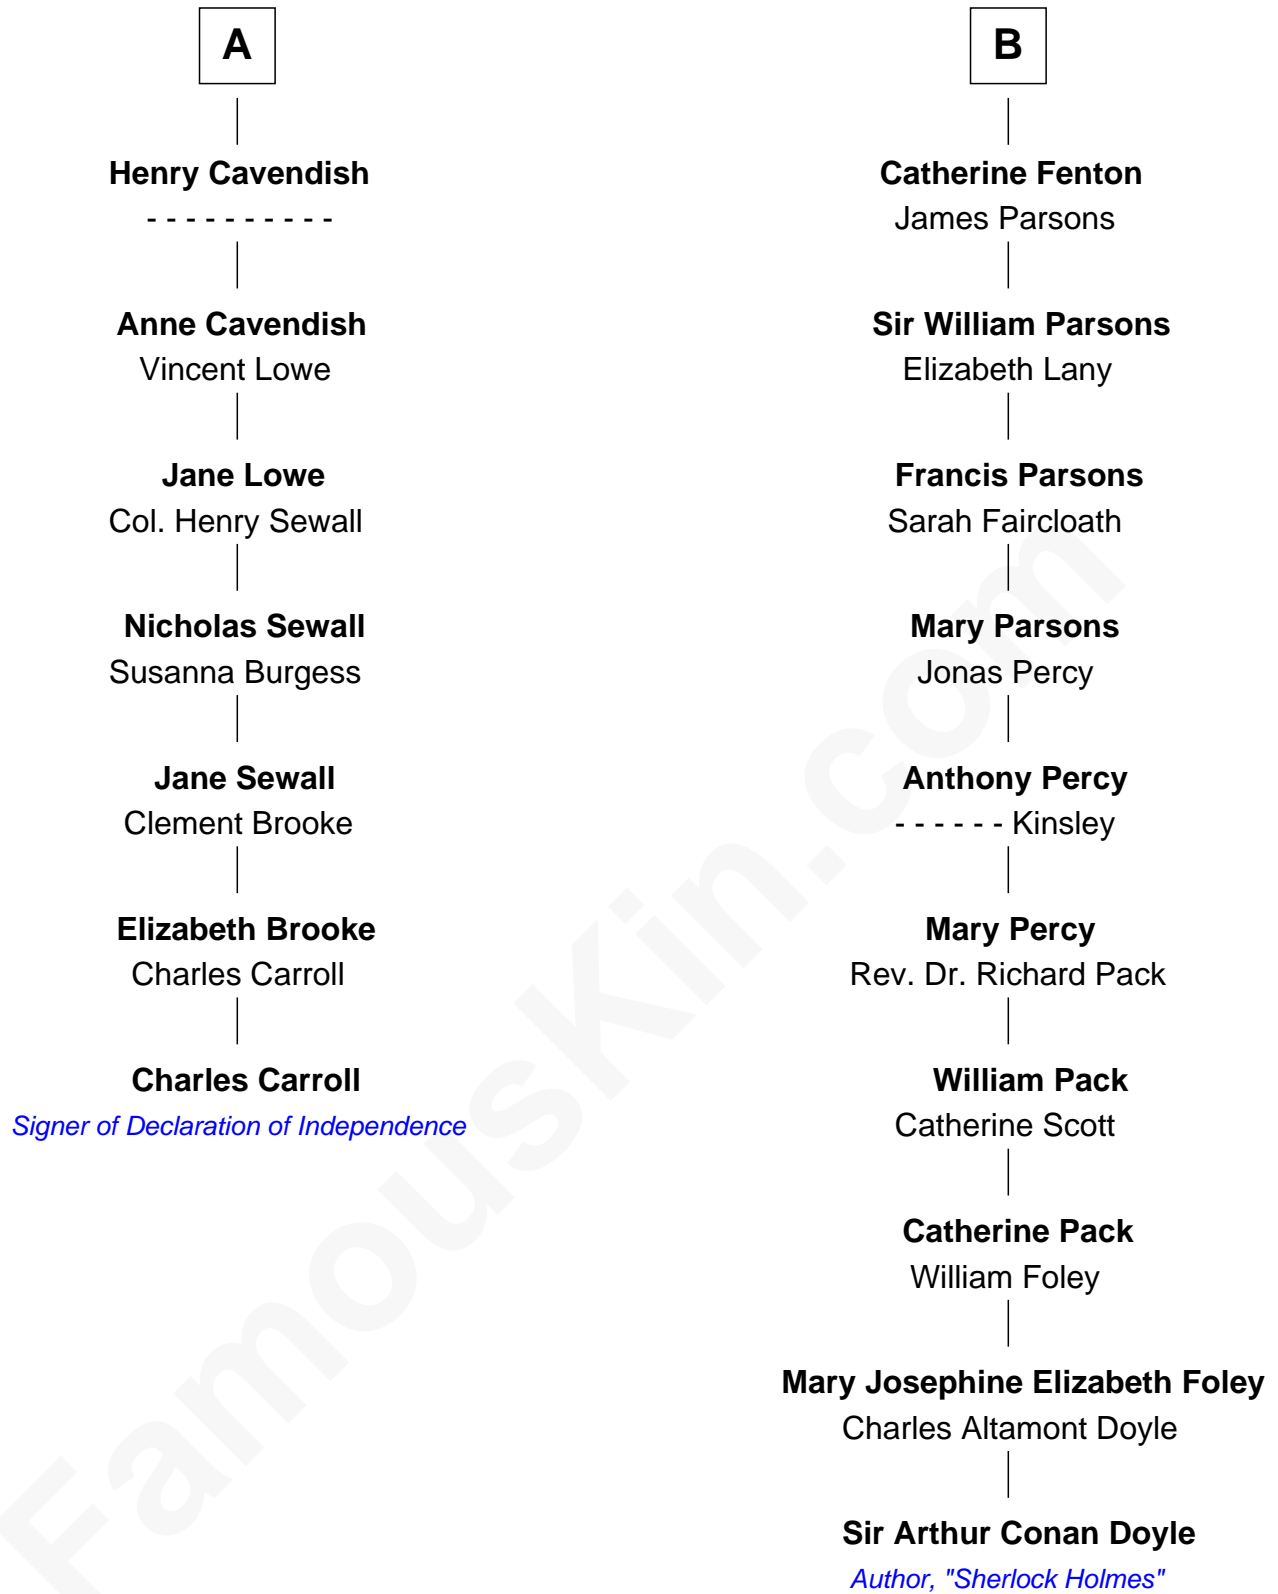 A
Henry Cavendish
- - - - - - - - - -
Anne Cavendish
Vincent Lowe
Jane Lowe
Col. Henry Sewall
Nicholas Sewall
Susanna Burgess
Jane Sewall
Clement Brooke
Elizabeth Brooke
Charles Carroll
Charles Carroll
Signer of Declaration of Independence
B
Catherine Fenton
James Parsons
Sir William Parsons
Elizabeth Lany
Francis Parsons
Sarah Faircloath
Mary Parsons
Jonas Percy
Anthony Percy
- - - - - - Kinsley
Mary Percy
Rev. Dr. Richard Pack
William Pack
Catherine Scott
Catherine Pack
William Foley
Mary Josephine Elizabeth Foley
Charles Altamont Doyle
Sir Arthur Conan Doyle
Author, "Sherlock Holmes"
FamousKin.com